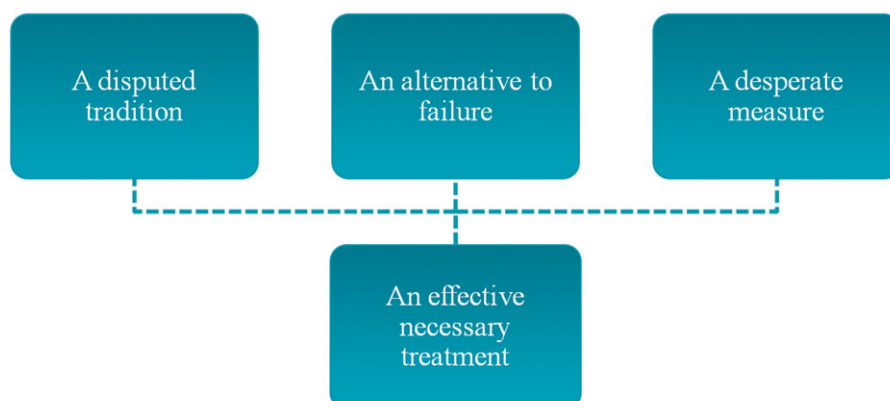 A disputed
tradition
An alternative to
failure
A desperate
measure
An effective
necessary
treatment